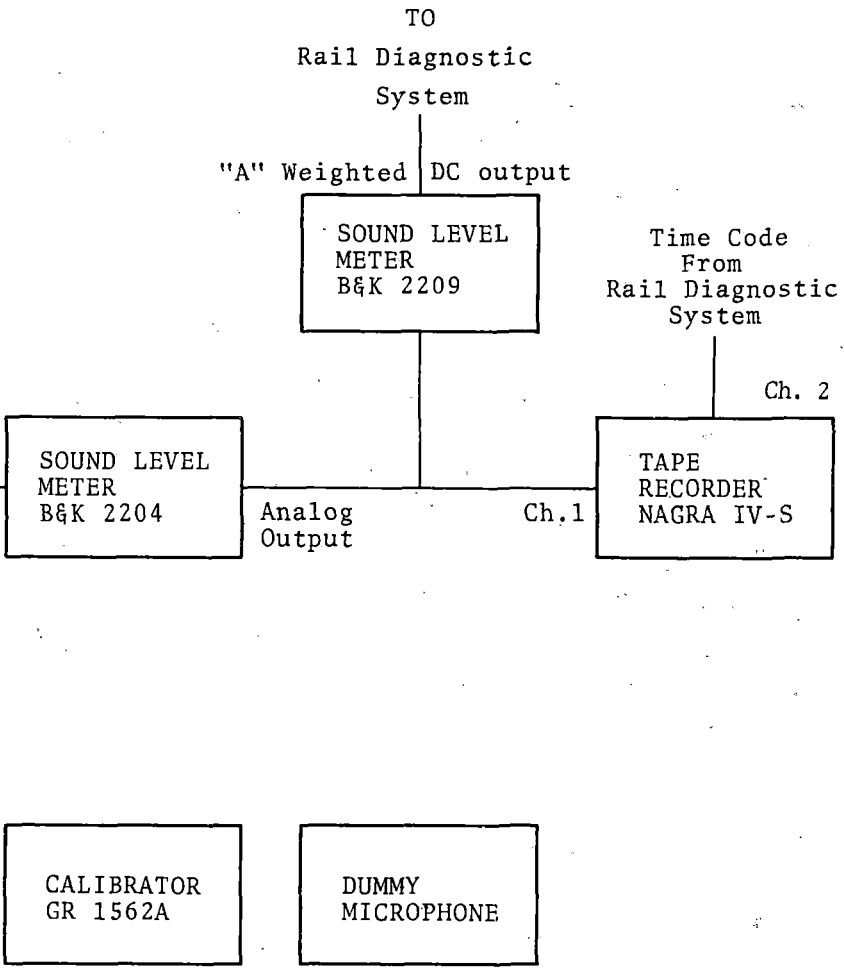 TO
Rail Diagnostic
System
"A" Weighted DC output
SOUND LEVEL
METER
B&K 2209
Time Code
From
Rail Diagnostic
System
Ch. 2
SOUND LEVEL
METER
B&K 2204
Analog
Output
Ch.1
TAPE
RECORDER
NAGRA IV-S
CALIBRATOR
GR 1562A
DUMMY
MICROPHONE